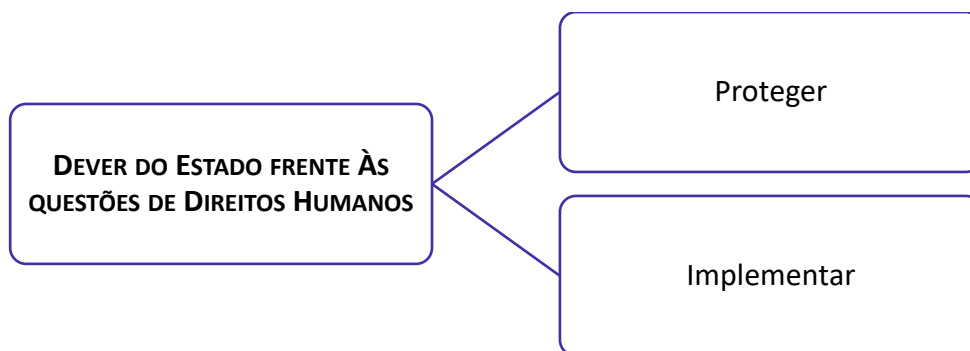 DEVER DO ESTADO FRENTE ÀS
QUESTÕES DE DIREITOS HUMANOS
Proteger
Implementar